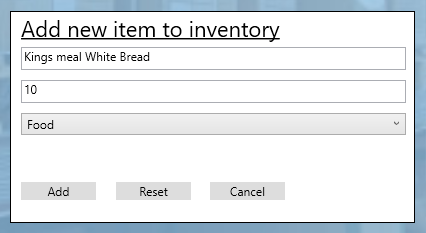 Add new item to inventory
Kings meal White Bread
10
Food
Add Reset Cancel